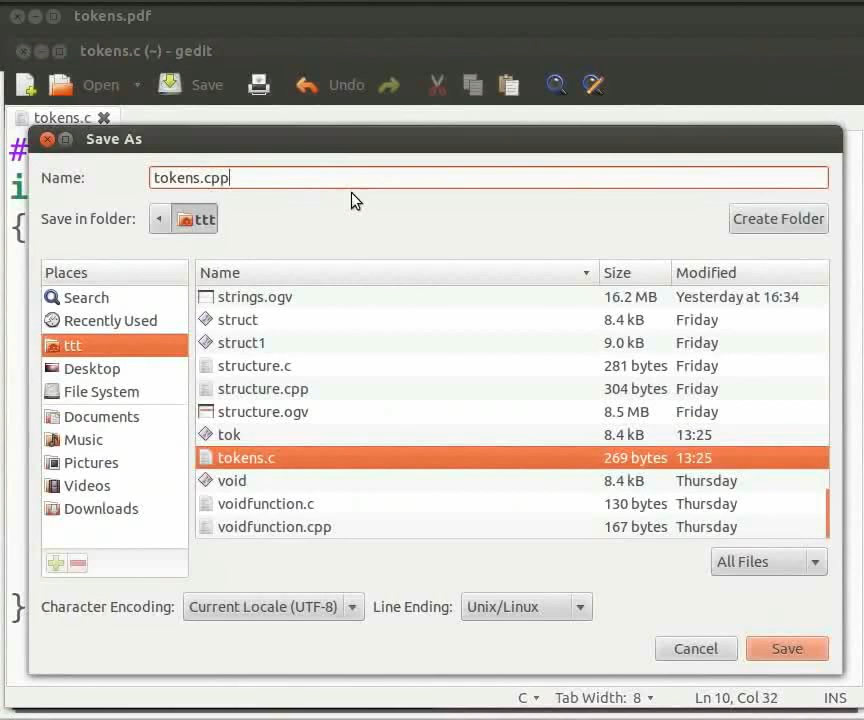 tokens.pdf
tokens.c (~) - gedit
Open Save Undo
tokens.c
#
i
{
Save As
Name: tokens.cpp
Save in folder: ttt Create Folder
Places Name Size Modified
Search strings.ogv 16.2 MB Yesterday at 16:34
Recently Used struct 8.4 kB Friday
ttt struct1 9.0 kB Friday
Desktop structure.c 281 bytes Friday
File System structure.cpp 304 bytes Friday
Documents structure.ogv 8.5 MB Friday
Music tok 8.4 kB 13:25
Pictures tokens.c 269 bytes 13:25
Videos void 8.4 kB Thursday
Downloads voidfunction.c 130 bytes Thursday
voidfunction.cpp 167 bytes Thursday
All Files
} Character Encoding: Current Locale (UTF-8) Line Ending: Unix/Linux
Cancel Save
C Tab Width: 8 Ln 10, Col 32 INS